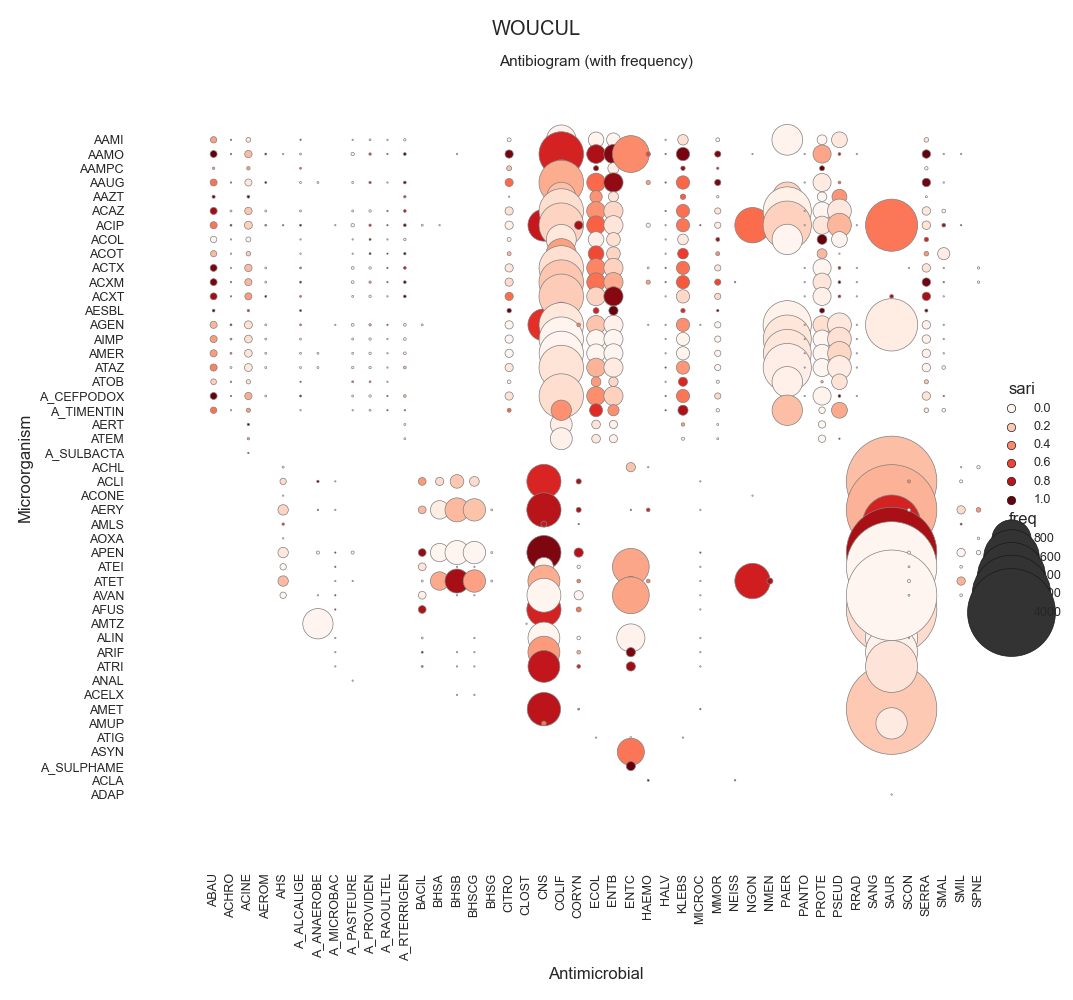 WOUCUL
Antibiogram (with frequency)
AAMI
AAMO
AAMPC
AAUG
AAZT
ACAZ
ACIP
ACOL
ACOT
ACTX
ACXM
ACXT
AESBL
AGEN
AIMP
AMER
ATAZ
ATOB
A_CEFPODOX
A_TIMENTIN
AERT
ATEM
A_SULBACTA
ACHL
ACLI
ACONE
AERY
AMLS
AOXA
APEN
ATEI
ATET
AVAN
AFUS
AMTZ
ALIN
ARIF
ATRI
ANAL
ACELX
AMET
AMUP
ATIG
ASYN
A_SULPHAME
ACLA
ADAP
Microorganism
sari
0.0
0.2
0.4
0.6
0.8
1.0
freq
800
4000
ABAU
ACHRO
ACINE
AEROM
AHS
A_ALCALIGE
A_ANAEROBE
A_MICROBAC
A_PASTEURE
A_PROVIDEN
A_RAOULTEL
A_RTERRIGEN
BACIL
BHSA
BHSB
BHSCG
BHSG
CITRO
CLOST
CNS
COLIF
CORYN
ECOL
ENTB
ENTC
HAEMO
HALV
KLEBS
MICROC
MMOR
NEISS
NGON
NMEN
PAER
PANTO
PROTE
PSEUD
RRAD
SANG
SAUR
SCON
SERRA
SMAL
SMIL
SPNE
Antimicrobial